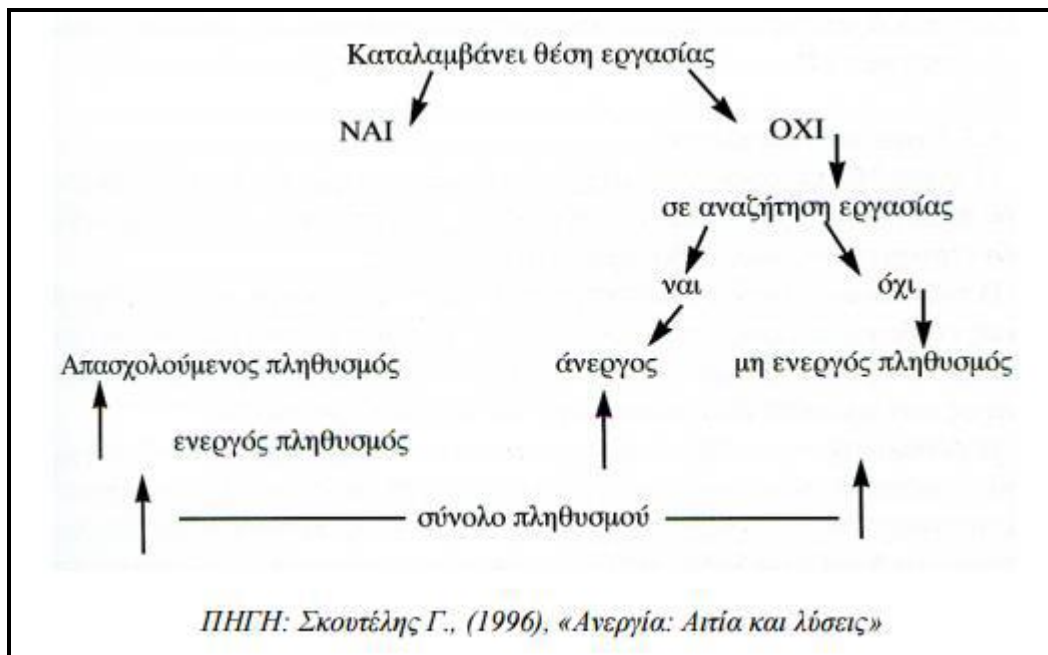 Καταλαμβάνει θέση εργασίας
ΝΑΙ ΟΧΙ
σε αναζήτηση εργασίας
ναι όχι
Απασχολούμενος πληθυσμός άνεργος μη ενεργός πληθυσμός
ενεργός πληθυσμός
σύνολο πληθυσμού
ΠΗΓΗ: Σκουτέλης Γ., (1996), «Ανεργία: Αιτία και λύσεις»